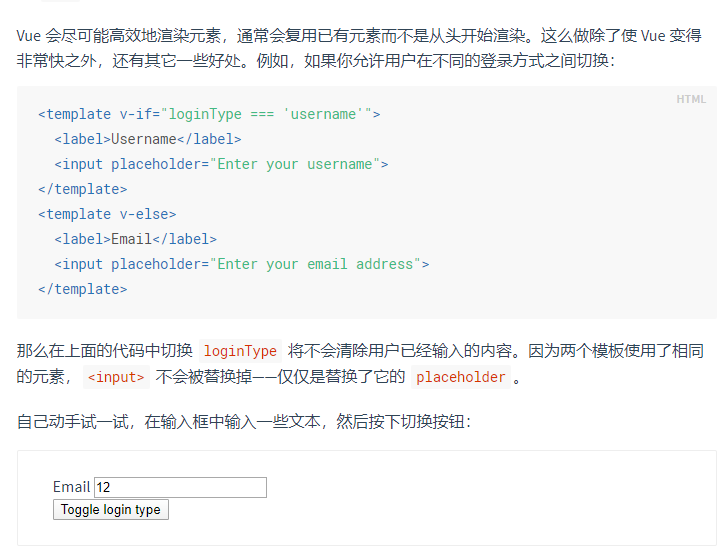 Vue 会尽可能高效地渲染元素，通常会复用已有元素而不是从头开始渲染。这么做除了使 Vue 变得
非常快之外，还有其它一些好处。例如，如果你允许用户在不同的登录方式之间切换：
HTML
<template v-if="loginType === 'username'">
  <label>Username</label>
  <input placeholder="Enter your username">
</template>
<template v-else>
  <label>Email</label>
  <input placeholder="Enter your email address">
</template>
那么在上面的代码中切换 loginType 将不会清除用户已经输入的内容。因为两个模板使用了相同
的元素，<input> 不会被替换掉——仅仅是替换了它的 placeholder。
自己动手试一试，在输入框中输入一些文本，然后按下切换按钮：
Email 12
Toggle login type